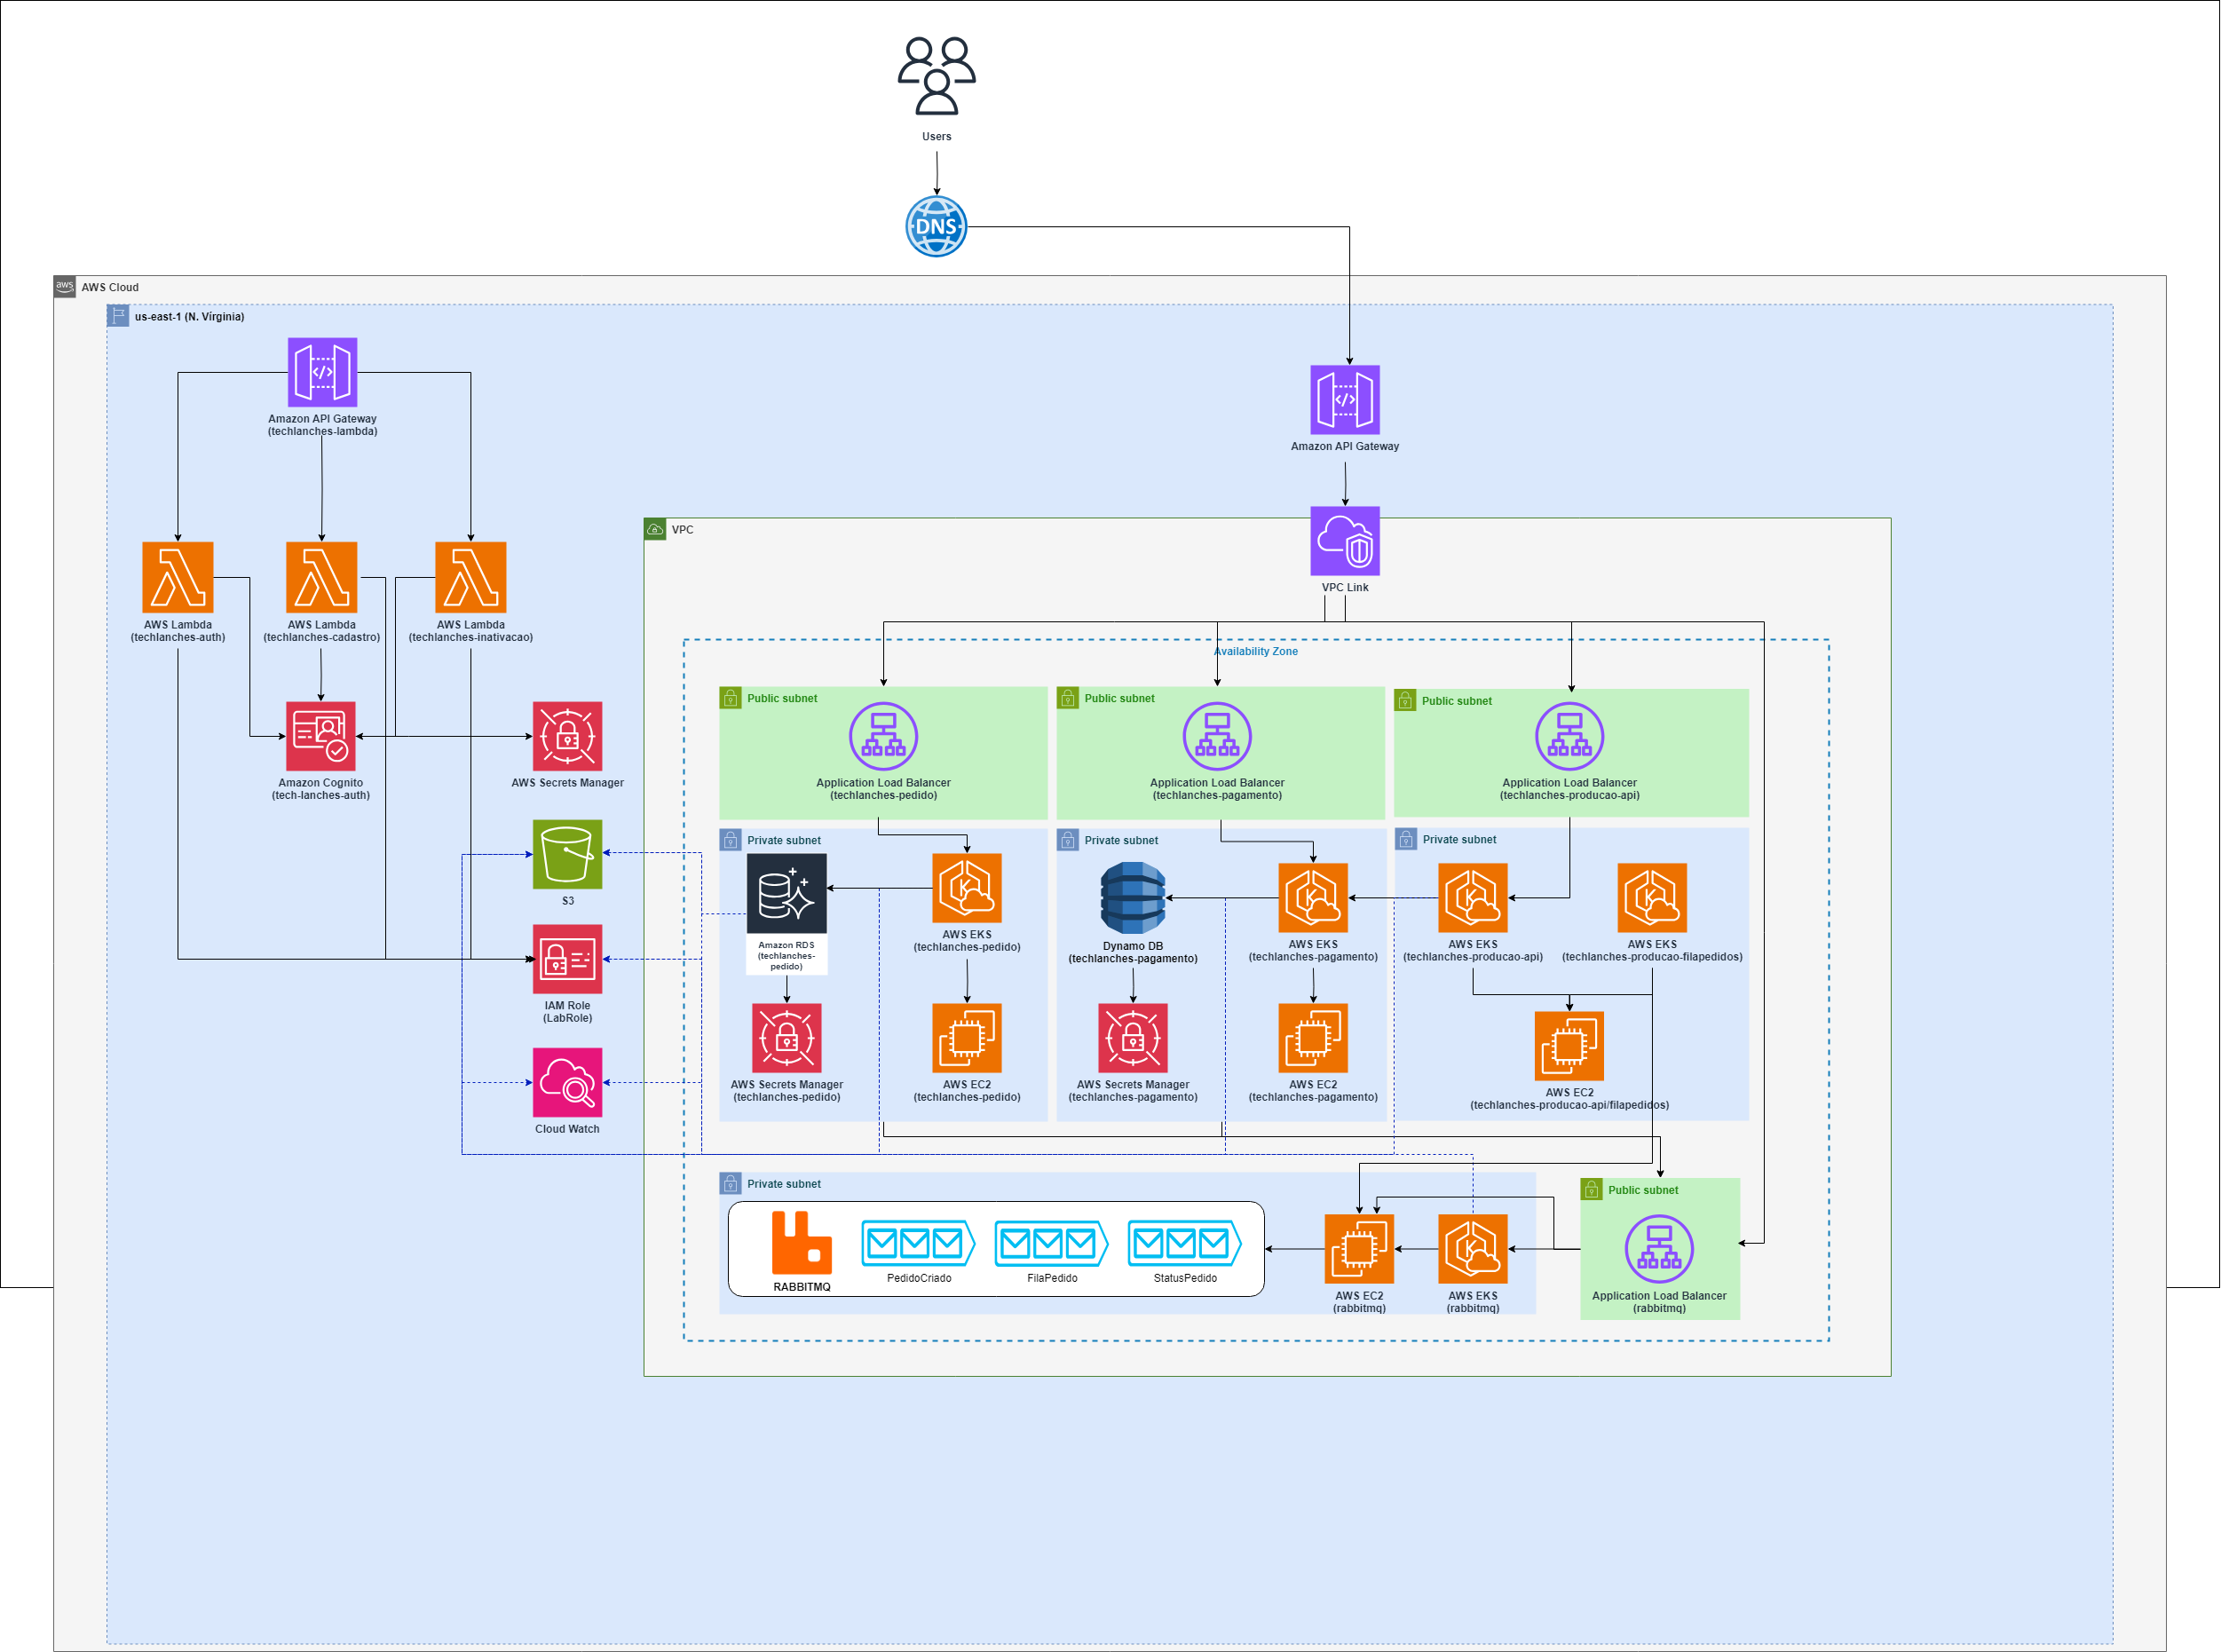 Users
DNS
aws
AWS Cloud
us-east-1 (N. Vírginia)
Amazon API Gateway
(techlanches-lambda)
Amazon API Gateway
VPC
VPC Link
AWS Lambda
(techlanches-auth)
AWS Lambda
(techlanches-cadastro)
AWS Lambda
(techlanches-inativacao)
Availability Zone
Public subnet
Public subnet
Public subnet
Amazon Cognito
(tech-lanches-auth)
AWS Secrets Manager
Application Load Balancer
(techlanches-pedido)
Application Load Balancer
(techlanches-pagamento)
Application Load Balancer
(techlanches-producao-api)
Private subnet
Private subnet
Private subnet
S3
Amazon RDS
(techlanches-
pedido)
AWS EKS
(techlanches-pedido)
Dynamo DB
(techlanches-pagamento)
AWS EKS
(techlanches-pagamento)
AWS EKS
(techlanches-producao-api)
AWS EKS
(techlanches-producao-filapedidos)
IAM Role
(LabRole)
AWS Secrets Manager
(techlanches-pedido)
AWS EC2
(techlanches-pedido)
AWS Secrets Manager
(techlanches-pagamento)
AWS EC2
(techlanches-pagamento)
AWS EC2
(techlanches-producao-api/filapedidos)
Cloud Watch
Private subnet
Public subnet
RABBITMQ
PedidoCriado
FilaPedido
StatusPedido
AWS EC2
(rabbitmq)
AWS EKS
(rabbitmq)
Application Load Balancer
(rabbitmq)